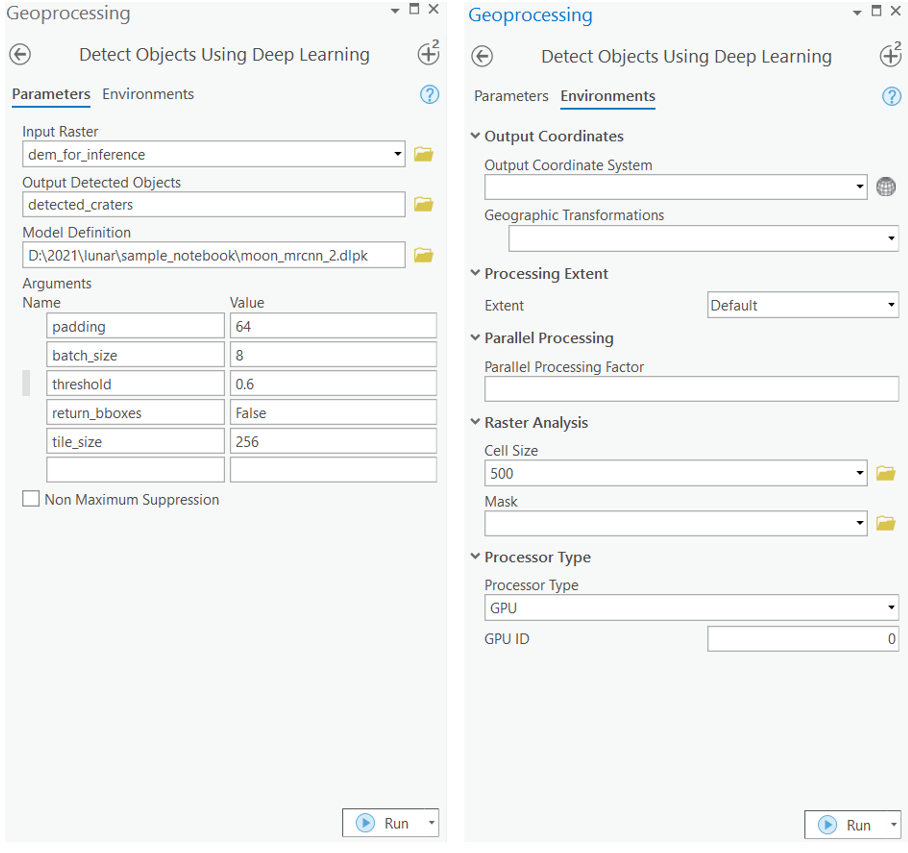 Geoprocessing
Detect Objects Using Deep Learning
2
Parameters Environments
?
Input Raster
dem_for_inference
Output Detected Objects
detected_craters
Model Definition
D:\2021\lunar\sample_notebook\moon_mrcnn_2.dlpk
Arguments
Name Value
padding 64
batch_size 8
threshold 0.6
return_bboxes False
tile_size 256
Non Maximum Suppression
Run
Geoprocessing
Detect Objects Using Deep Learning
2
Parameters Environments
?
Output Coordinates
Output Coordinate System
Geographic Transformations
Processing Extent
Extent Default
Parallel Processing
Parallel Processing Factor
Raster Analysis
Cell Size
500
Mask
Processor Type
Processor Type
GPU
GPU ID 0
Run